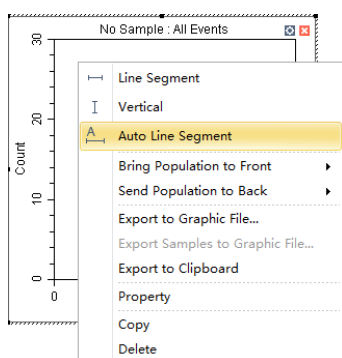 No Sample : All Events
30
20
10
0
Count
0
Line Segment
Vertical
A
Auto Line Segment
Bring Population to Front
Send Population to Back
Export to Graphic File...
Export Samples to Graphic File...
Export to Clipboard
Property
Copy
Delete